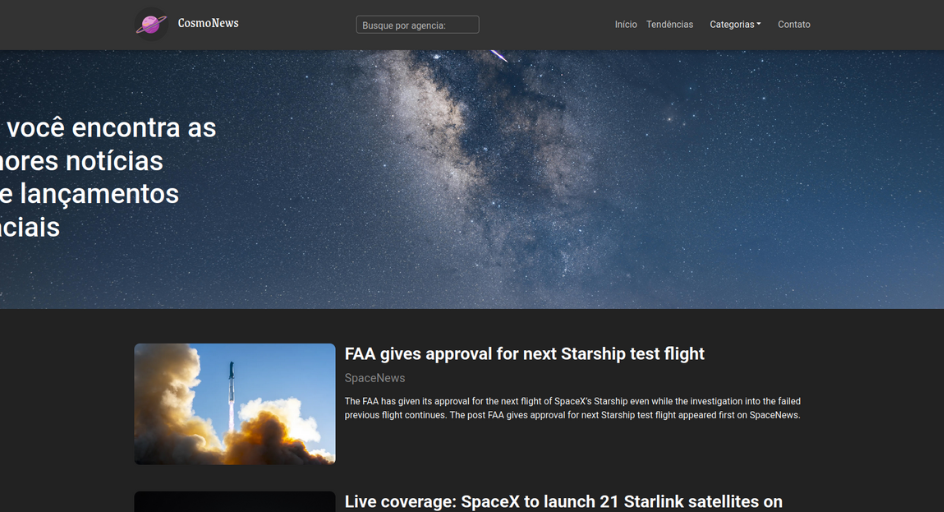 CosmoNews
Busque por agencia:
Início
Tendências
Categorias
Contato
você encontra as
notícias
lançamentos
FAA gives approval for next Starship test flight
SpaceNews
The FAA has given its approval for the next flight of SpaceX's Starship even while the investigation into the failed
previous flight continues. The post FAA gives approval for next Starship test flight appeared first on SpaceNews.
Live coverage: SpaceX to launch 21 Starlink satellites on